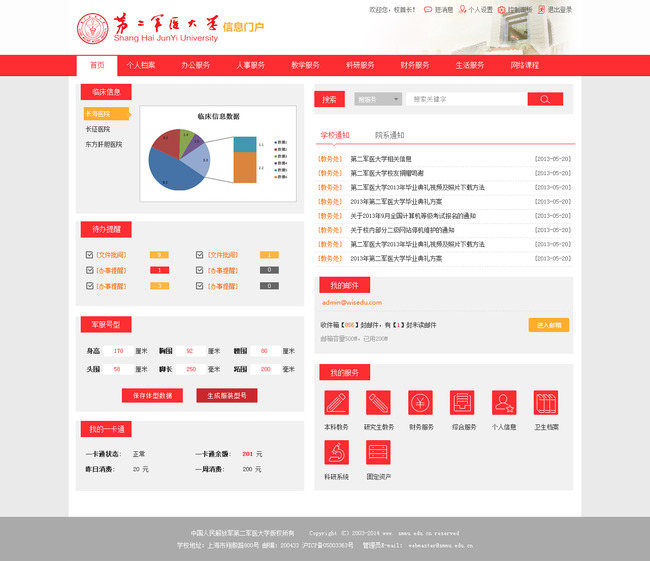 欢迎您，校酋长！ 短消息 个人设置 控制面板 退出登录
第二军医大学 信息门户
Shang Hai JunYi University
首页 个人档案 办公服务 人事服务 教学服务 科研服务 财务服务 生活服务 网络课程
临床信息
长海医院
长征医院
东方肝胆医院
临床信息数据
搜索 搜服务 搜索关键字
学校通知 院系通知
[教务处] 第二军医大学相关信息 [2013-05-20]
[教务处] 第二军医大学校友捐赠鸣谢 [2013-05-20]
[教务处] 第二军医大学2013年毕业典礼视频及照片下载方法 [2013-05-20]
[教务处] 2013年第二军医大学毕业典礼方案 [2013-05-20]
[教务处] 关于2013年9月全国计算机等级考试报名的通知 [2013-05-20]
[教务处] 关于校内部分二级网站停机维护的通知 [2013-05-20]
[教务处] 第二军医大学2013年毕业典礼视频及照片下载方法 [2013-05-20]
[教务处] 2013年第二军医大学毕业典礼方案 [2013-05-20]
待办提醒
[文件批阅] [文件批阅] 1
[办事提醒] 1 [办事提醒] 0
[办事提醒] [办事提醒] 0
我的邮件
admin@wisedu.com
收件箱【056】封邮件，有【1】封未读邮件 进入邮箱
邮箱容量500M，已用200M
军服号型
身高 170 厘米 胸围 92 厘米 腰围 80 厘米
头围 58 厘米 脚长 250 毫米 跖围 200 毫米
保存体型数据 生成服装型号
我的服务
本科教务 研究生教务 财务服务 综合服务 个人信息 卫生档案
科研系统 固定资产
我的一卡通
一卡通状态： 正常 一卡通余额： 201 元
昨日消费： 20 元 一周消费： 200 元
中国人民解放军第二军医大学版权所有 Copyright (C) 2003-2014 www. smmu.edu.cn reserved
学校地址：上海市翔殷路800号 邮编：200433 沪ICP备05003363号 管理员E-mail: webmaster@smmu.edu.cn